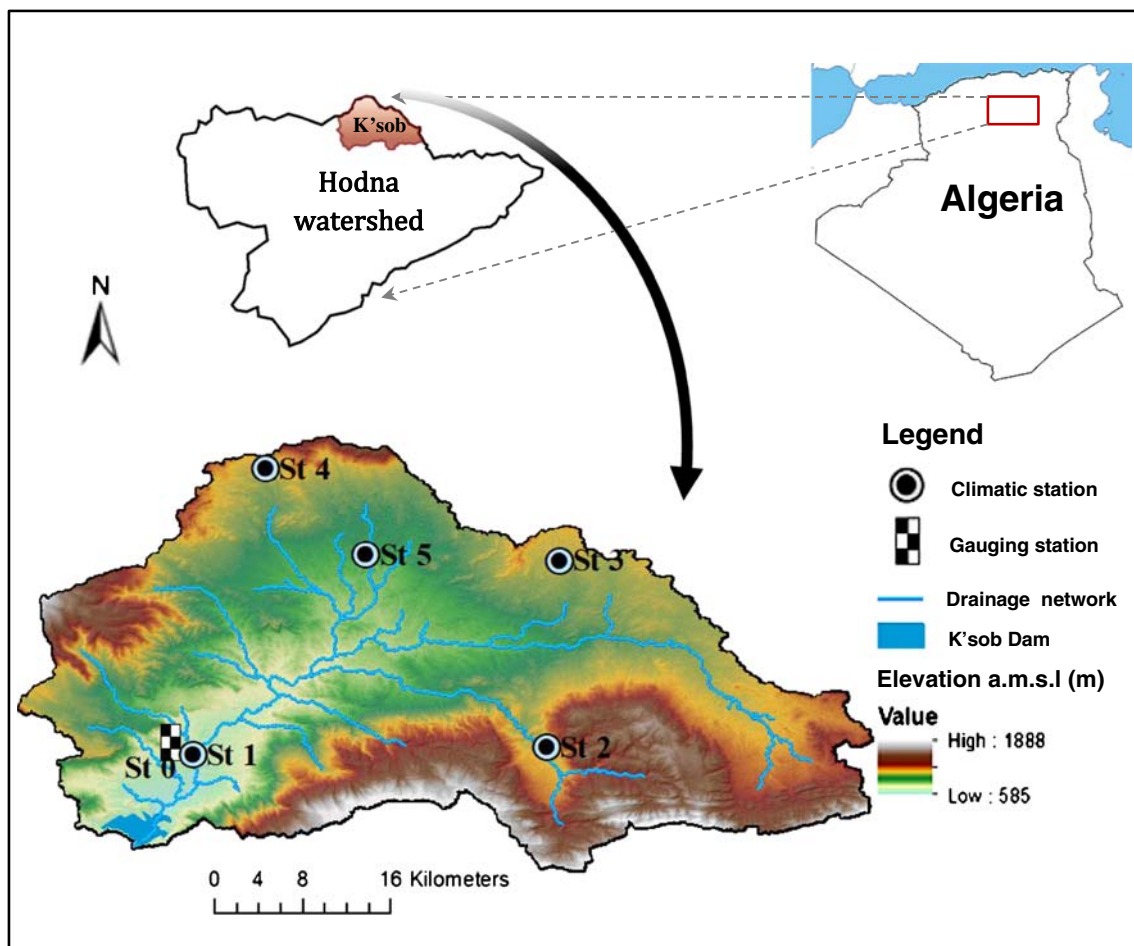 K'sob
Hodna
watershed
Algeria
N
St 4
St 5
St 3
St 0
St 1
St 2
0 4 8 16 Kilometers
Legend
Climatic station
Gauging station
Drainage network
K'sob Dam
Elevation a.m.s.l (m)
Value
High : 1888
Low : 585